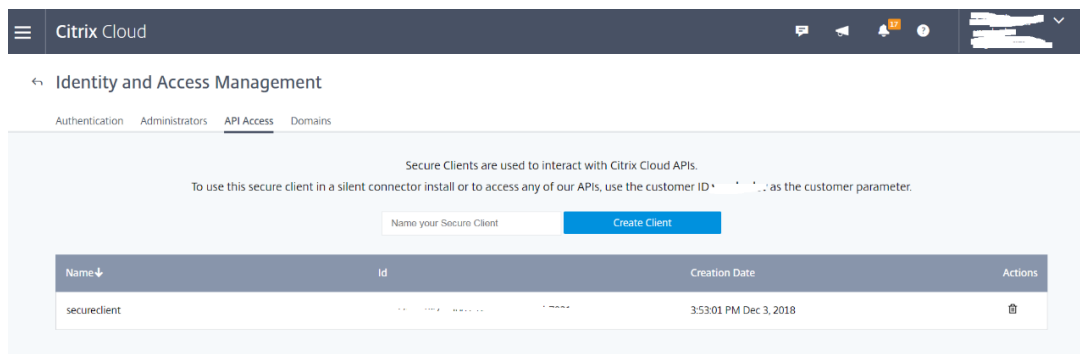 Citrix Cloud
17
Identity and Access Management
Authentication Administrators API Access Domains
Secure Clients are used to interact with Citrix Cloud APIs.
To use this secure client in a silent connector install or to access any of our APIs, use the customer ID as the customer parameter.
Name your Secure Client Create Client
Name Id Creation Date Actions
secureclient 3:53:01 PM Dec 3, 2018